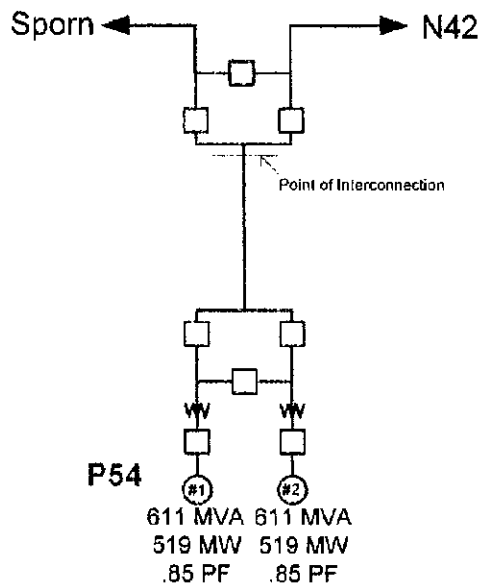 Sporn
N42
Point of Interconnection
P54
#1
#2
611 MVA 611 MVA
519 MW 519 MW
.85 PF .85 PF